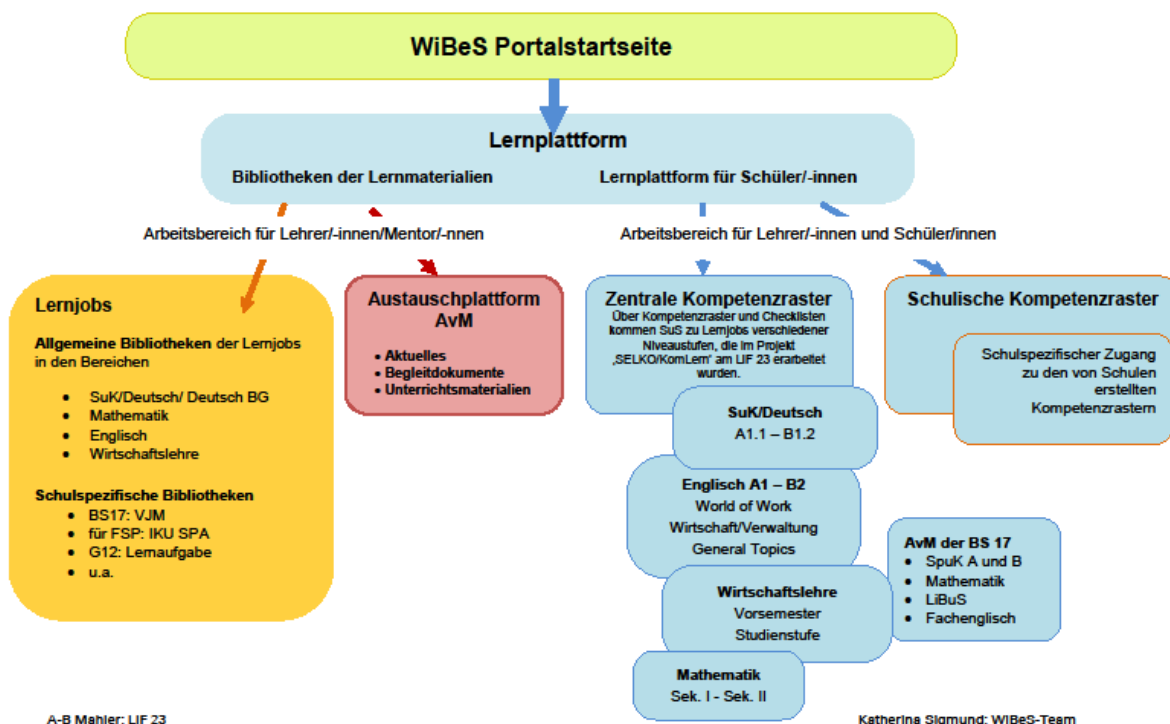 WiBeS Portalstartseite
Lernplattform
Bibliotheken der Lernmaterialien
Lernplattform für Schüler/-innen
Arbeitsbereich für Lehrer/-innen/Mentor/-nnen
Arbeitsbereich für Lehrer/-innen und Schüler/innen
Lernjobs
Allgemeine Bibliotheken der Lernjobs
in den Bereichen
• SuK/Deutsch/ Deutsch BG
• Mathematik
• Englisch
• Wirtschaftslehre
Schulspezifische Bibliotheken
• BS17: VJM
• für FSP: IKU SPA
• G12: Lernaufgabe
• u.a.
Austauschplattform
AvM
• Aktuelles
• Begleitdokumente
• Unterrichtsmaterialien
Zentrale Kompetenzraster
Über Kompetenzraster und Checklisten
kommen SuS zu Lernjobs verschiedener
Niveaustufen, die im Projekt
„SELKO/KomLern“ am LIF 23 erarbeitet
wurden.
SuK/Deutsch
A1.1 – B1.2
Englisch A1 – B2
World of Work
Wirtschaft/Verwaltung
General Topics
Wirtschaftslehre
Vorsemester
Studienstufe
Mathematik
Sek. I - Sek. II
Schulische Kompetenzraster
Schulspezifischer Zugang
zu den von Schulen
erstellten
Kompetenzrastern
AvM der BS 17
• SpuK A und B
• Mathematik
• LiBuS
• Fachenglisch
A-B Mahler; LIF 23
Katherina Sigmund; WiBeS-Team